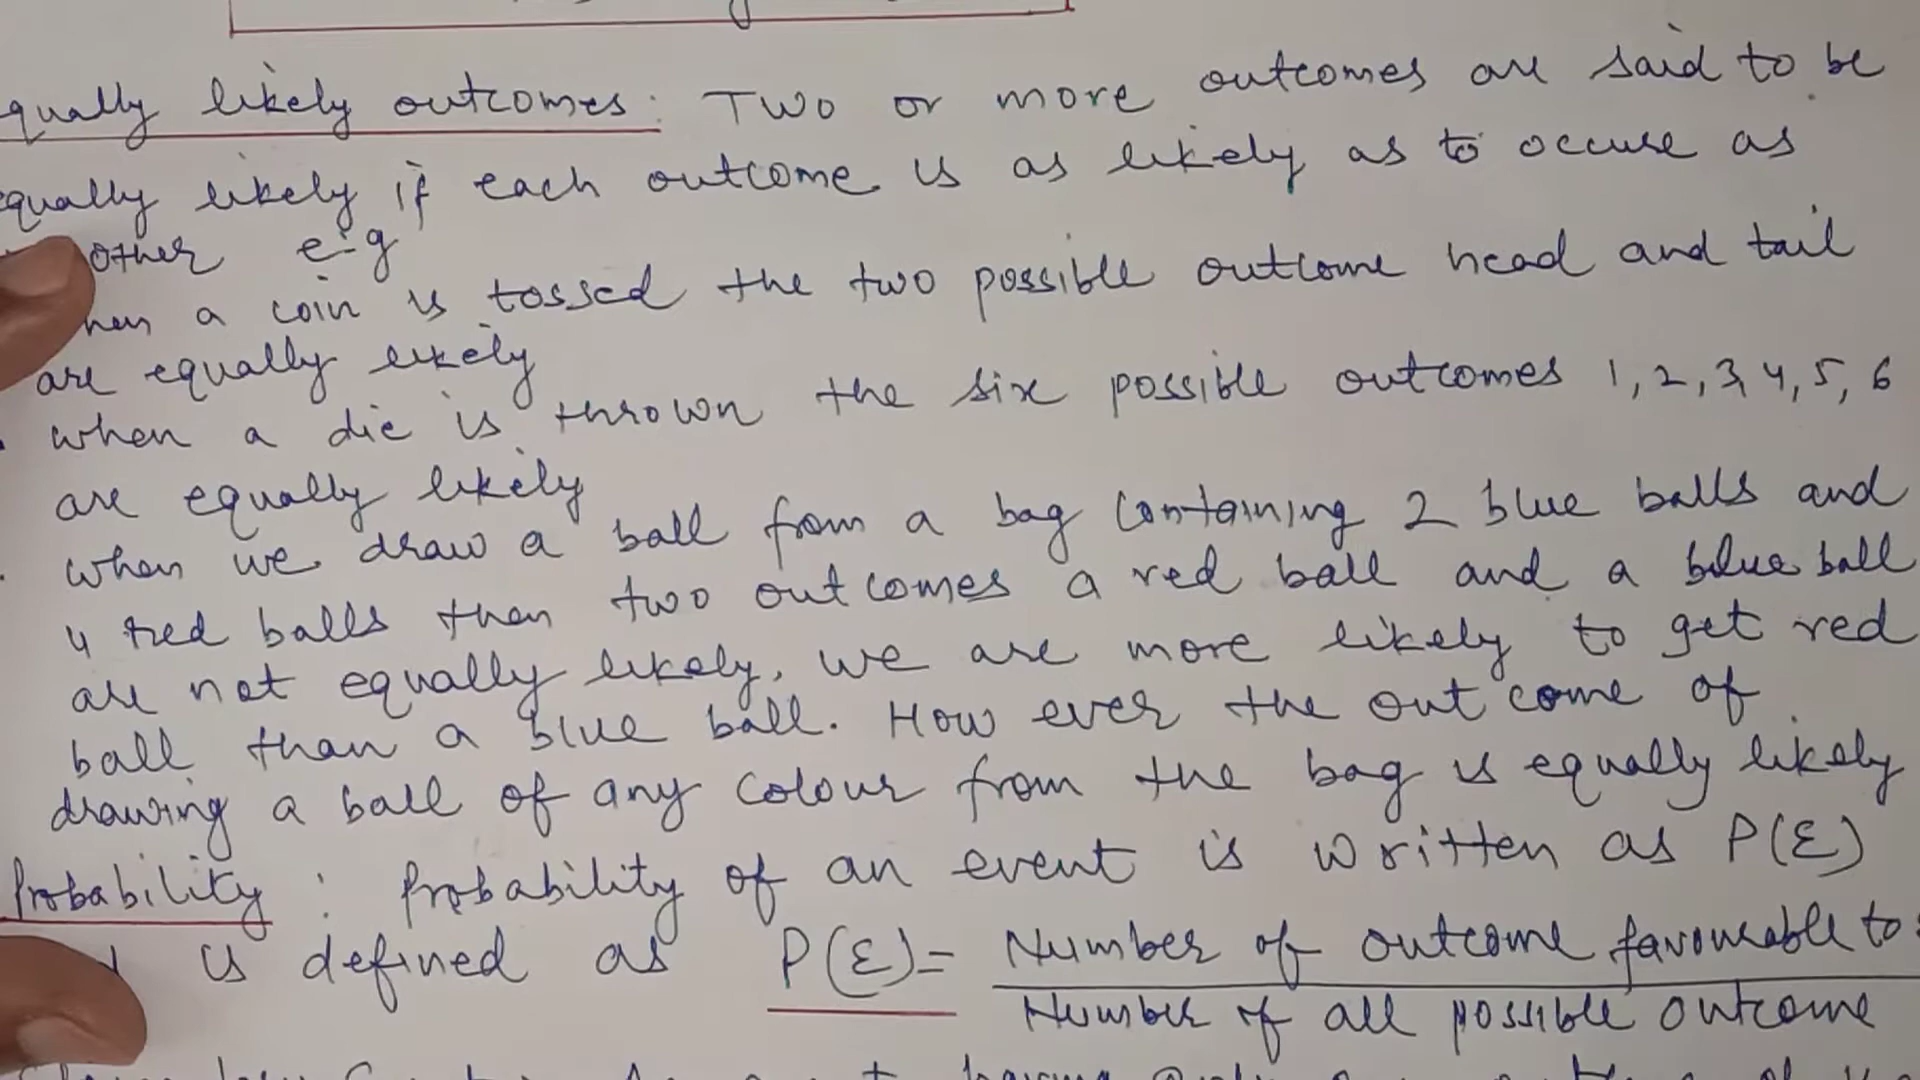 qually likely outcomes: Two or more outcomes are said to be
equally likely if each outcome is as likely as to occure as
other e.g
hen a coin is tossed the two possible outcome head and tail
are equally likely
when a die is thrown the six possible outcomes 1, 2, 3, 4, 5, 6
are equally likely
when we draw a ball from a bag containing 2 blue balls and
4 red balls then two outcomes a red ball and a blue ball
are not equally likely, we are more likely to get red
ball than a blue ball. How ever the out come of
drawing a ball of any colour from the bag is equally likely
Probability : Probability of an event is written as P(E)
is defined as P(E)= Number of outcome favourable to
Number of all possible outcome